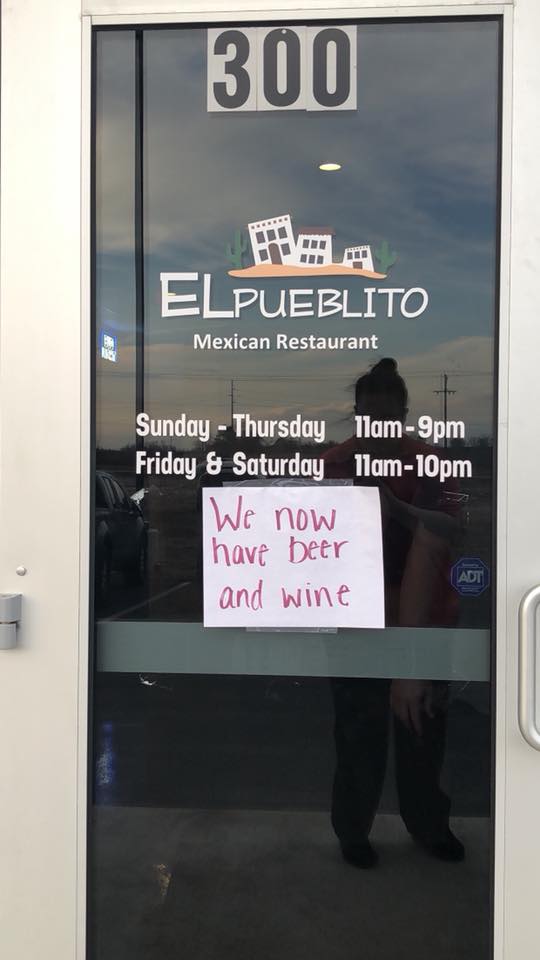 300
ELPUEBLITO
Mexican Restaurant
Sunday - Thursday 11am-9pm
Friday & Saturday 11am-10pm
We now
have beer
and wine
ADT